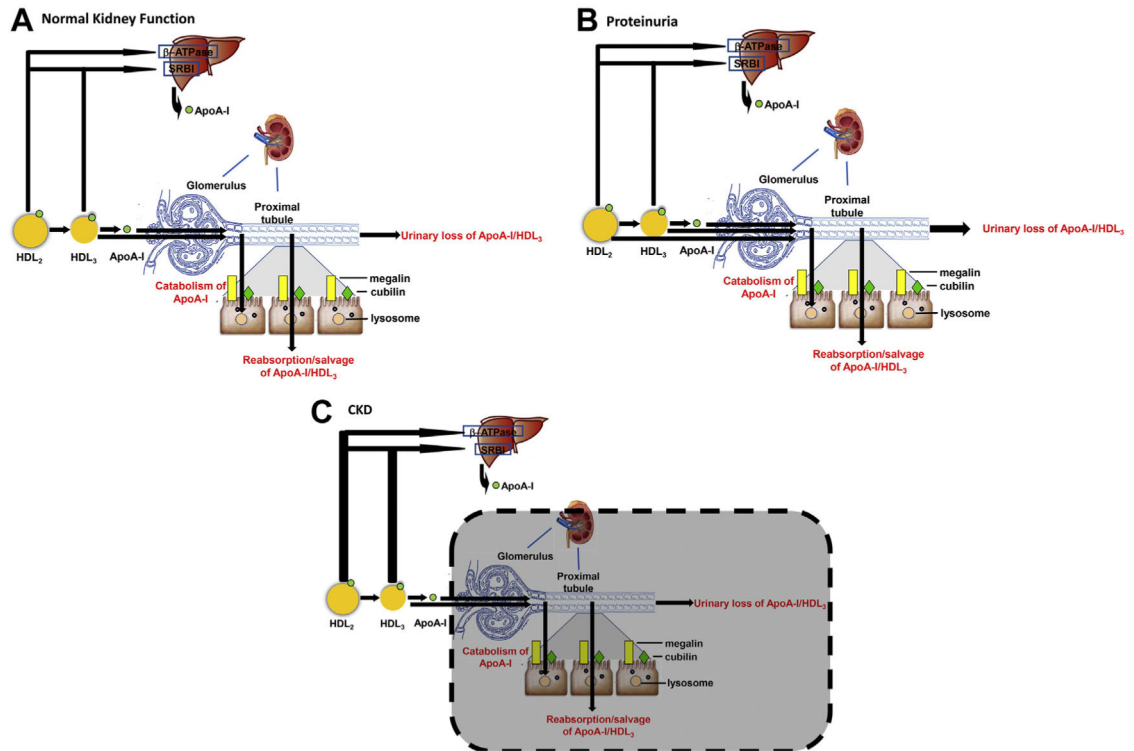 A Normal Kidney Function
β-ATPase
SRBI
ApoA-I
Glomerulus
Proximal
tubule
HDL2
HDL3
ApoA-I
Urinary loss of ApoA-I/HDL3
Catabolism of
ApoA-I
megalin
cubilin
lysosome
Reabsorption/salvage
of ApoA-I/HDL3
B Proteinuria
β-ATPase
SRBI
ApoA-I
Glomerulus
Proximal
tubule
HDL2
HDL3
ApoA-I
Urinary loss of ApoA-I/HDL3
Catabolism of
ApoA-I
megalin
cubilin
lysosome
Reabsorption/salvage
of ApoA-I/HDL3
C CKD
β-ATPase
SRBI
ApoA-I
Glomerulus
Proximal
tubule
HDL2
HDL3
ApoA-I
Urinary loss of ApoA-I/HDL3
Catabolism of
ApoA-I
megalin
cubilin
lysosome
Reabsorption/salvage
of ApoA-I/HDL3